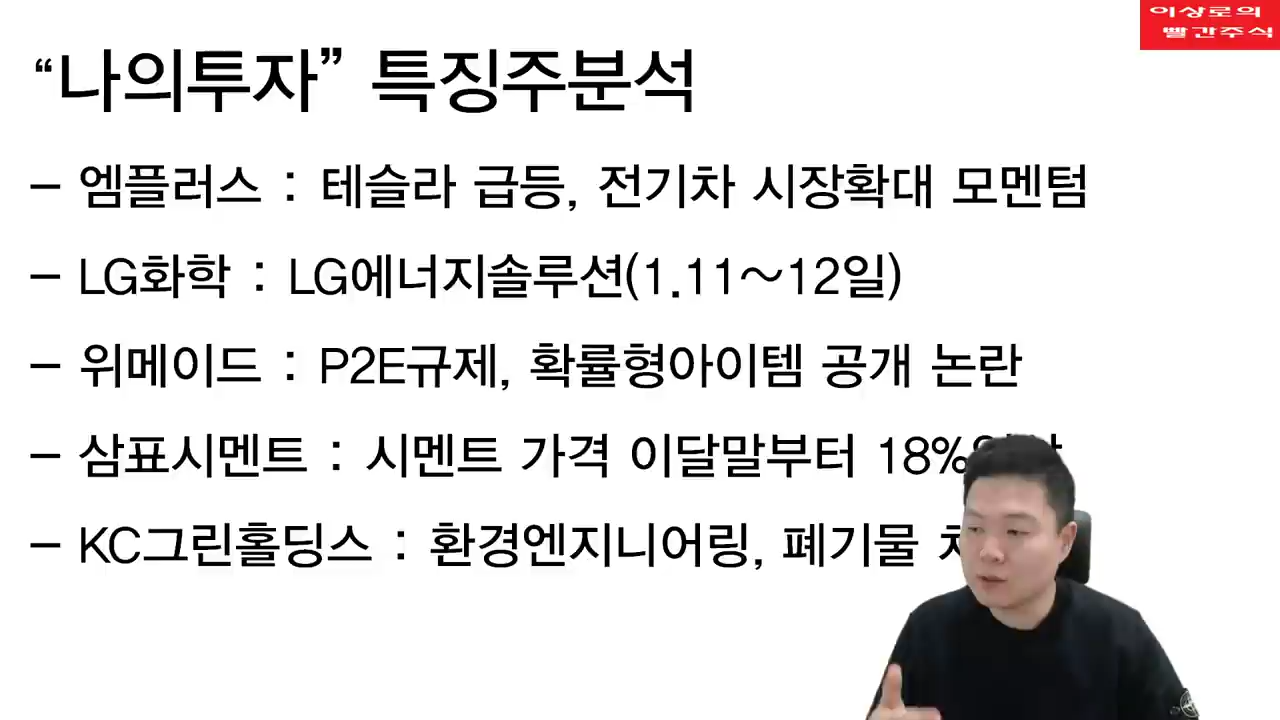 이상로의
빨간주식
“나의투자” 특징주분석
– 엠플러스 : 테슬라 급등, 전기차 시장확대 모멘텀
– LG화학 : LG에너지솔루션(1.11~12일)
– 위메이드 : P2E규제, 확률형아이템 공개 논란
– 삼표시멘트 : 시멘트 가격 이달말부터 18%
– KC그린홀딩스 : 환경엔지니어링, 폐기물